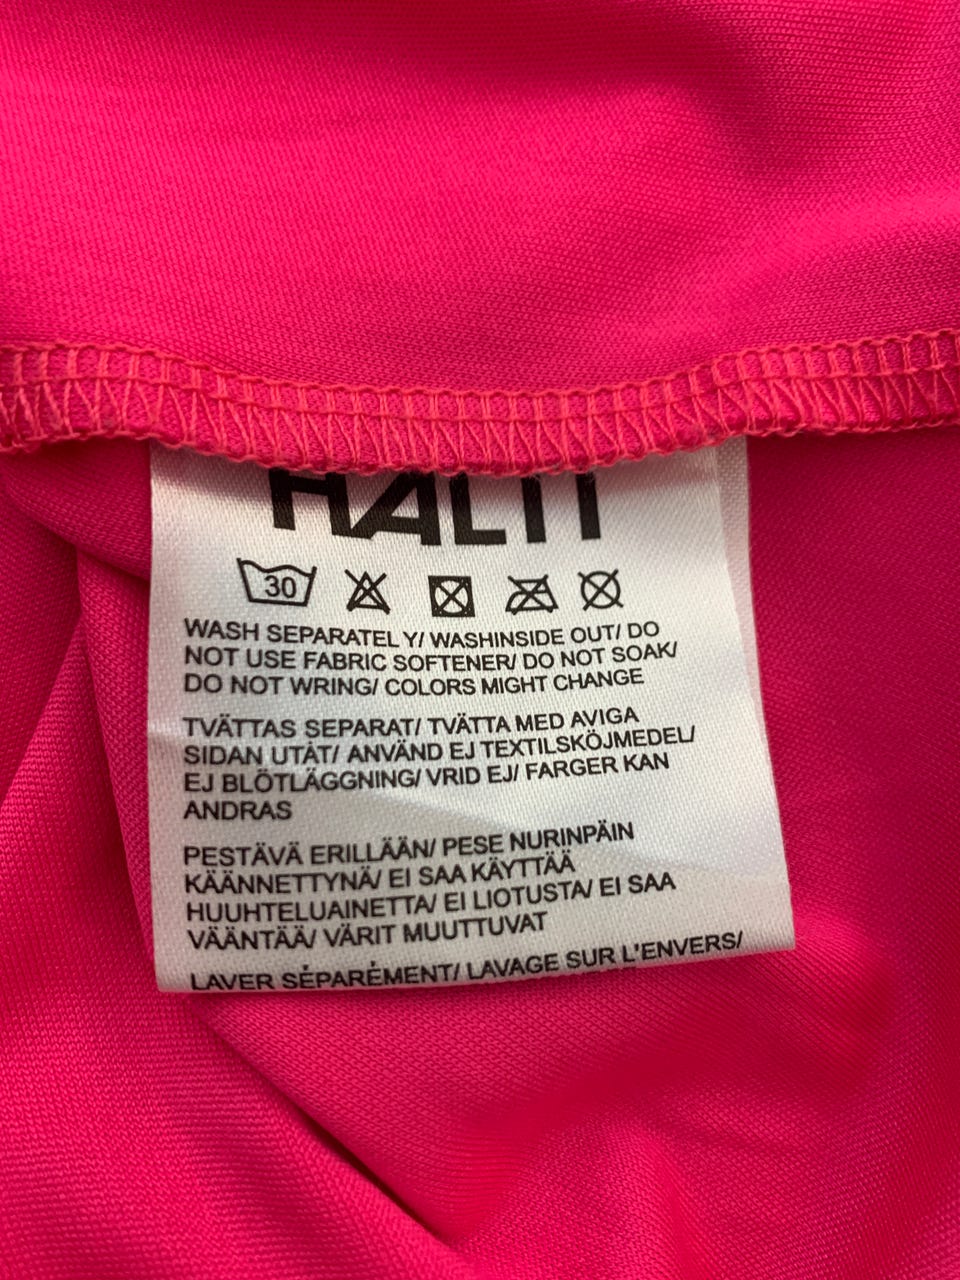 HALTI
30
WASH SEPARATEL Y/ WASHINSIDE OUT/ DO
NOT USE FABRIC SOFTENER/ DO NOT SOAK/
DO NOT WRING/ COLORS MIGHT CHANGE
TVÄTTAS SEPARAT/ TVÄTTA MED AVIGA
SIDAN UTÅT/ ANVÄND EJ TEXTILSKÖJMEDEL/
EJ BLÖTLÄGGNING/ VRID EJ/ FARGER KAN
ANDRAS
PESTÄVÄ ERILLÄÄN/ PESE NURINPÄIN
KÄÄNNETTYNÄ/ EI SAA KÄYTTÄÄ
HUUHTELUAINETTA/ EI LIOTUSTA/ EI SAA
VÄÄNTÄÄ/ VÄRIT MUUTTUVAT
LAVER SÉPARÉMENT/ LAVAGE SUR L'ENVERS/